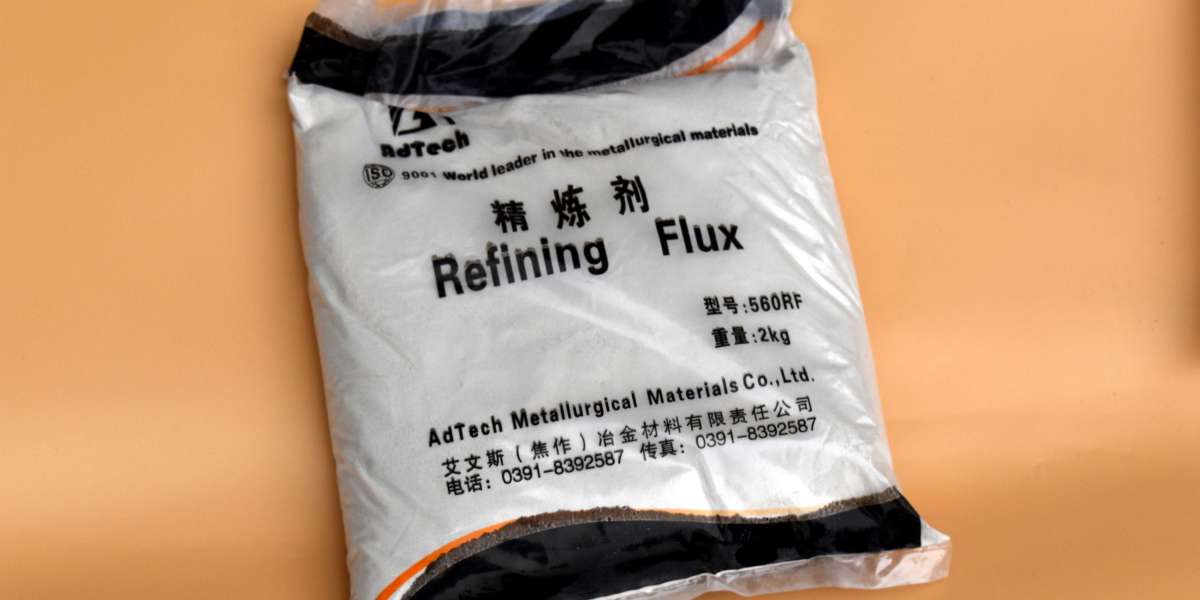 AdTech
ISO 9001 World leader in the metallurgical materials
精炼剂
Refining Flux
型号:560RF
重量:2kg
AdTech Metallurgical Materials Co.,Ltd.
艾文斯(焦作)冶金材料有限责任公司
电话: 0391-8392587 传真: 0391-8392587